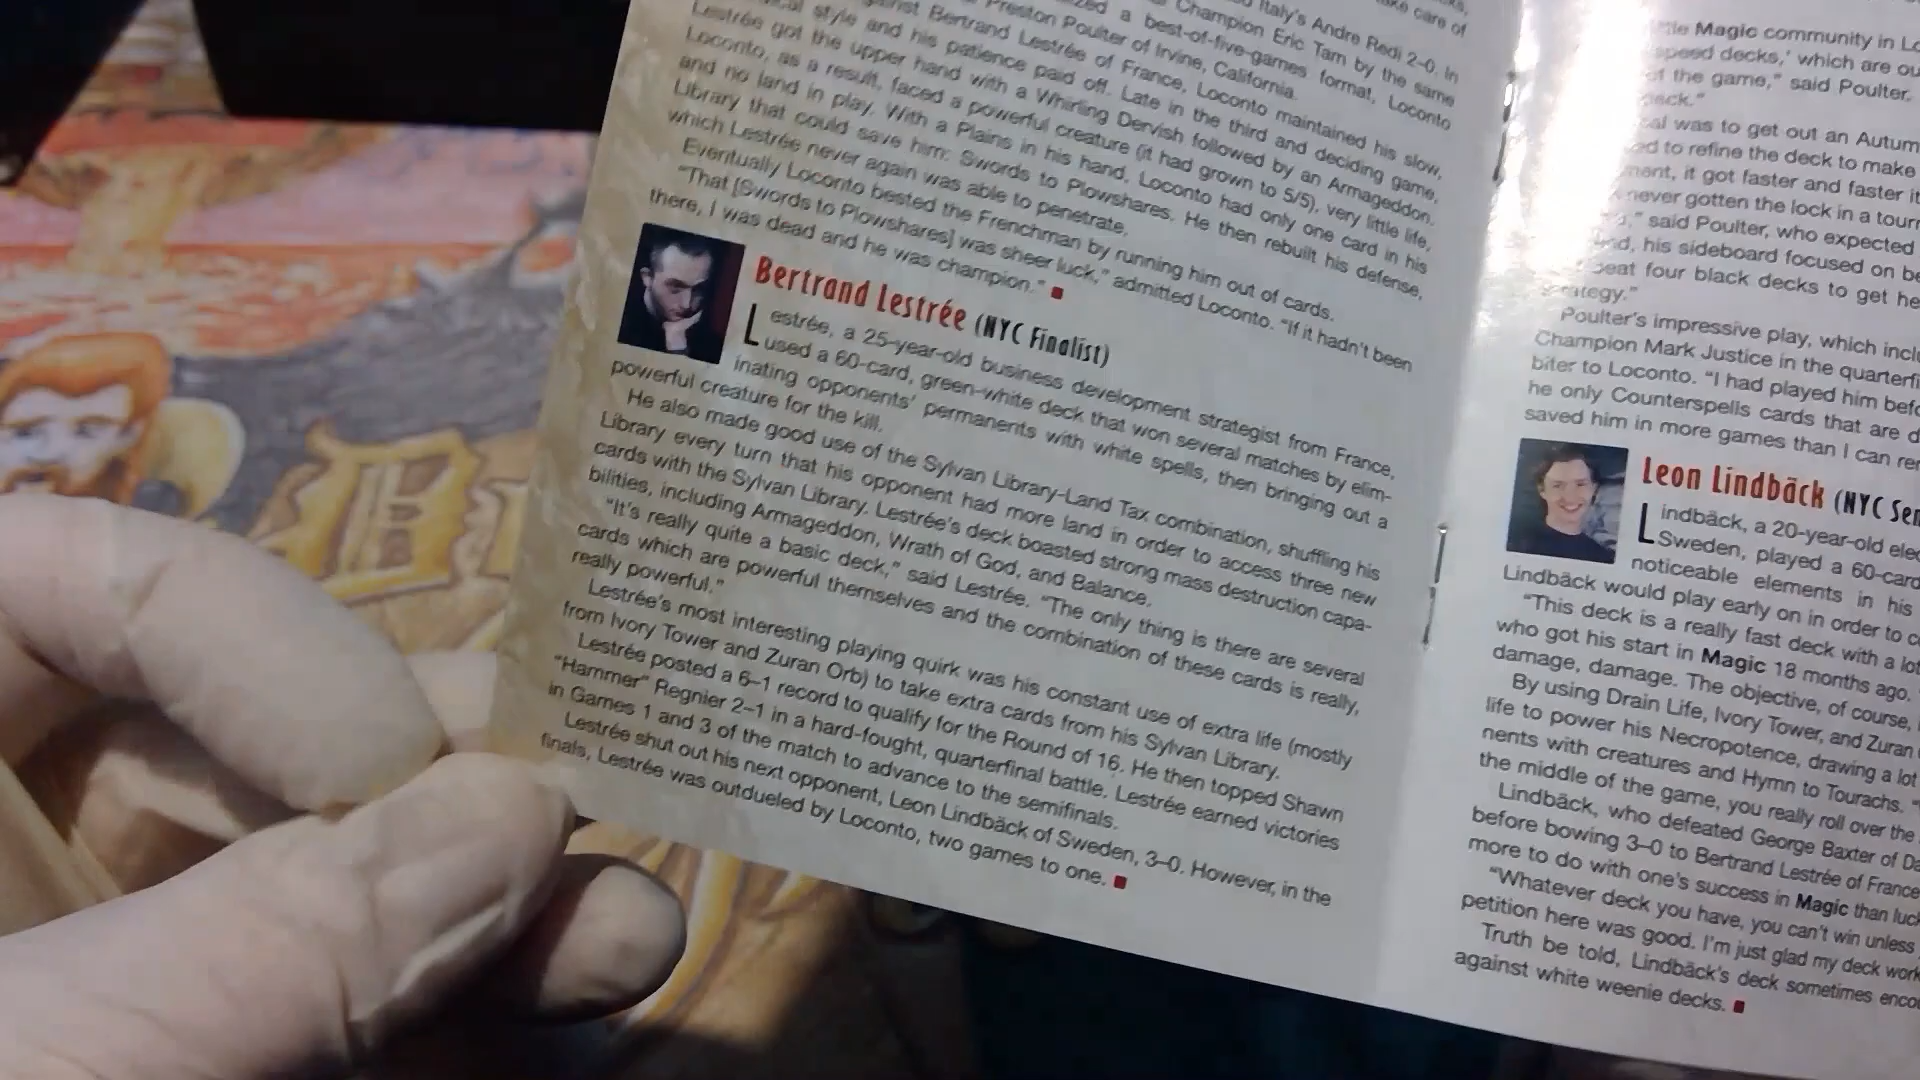 Italy's Andre Redi 2–0. In
a best-of-five-games format, Loconto
Champion Eric Tam by the same
Preston Poulter of Irvine, California.
Bertrand Lestrée of France, Loconto maintained his slow,
style and his patience paid off. Late in the third and deciding game,
Lestrée got the upper hand with a Whirling Dervish followed by an Armageddon.
Loconto, as a result, faced a powerful creature (it had grown to 5/5), very little life,
and no land in play. With a Plains in his hand, Loconto had only one card in his
Library that could save him: Swords to Plowshares. He then rebuilt his defense,
which Lestrée never again was able to penetrate.
Eventually Loconto bested the Frenchman by running him out of cards.
"That [Swords to Plowshares] was sheer luck," admitted Loconto. "If it hadn't been
there, I was dead and he was champion."
Bertrand Lestrée (NYC Finalist)
Lestrée, a 25-year-old business development strategist from France,
used a 60-card, green-white deck that won several matches by elim-
inating opponents' permanents with white spells, then bringing out a
powerful creature for the kill.
He also made good use of the Sylvan Library-Land Tax combination, shuffling his
Library every turn that his opponent had more land in order to access three new
cards with the Sylvan Library. Lestrée's deck boasted strong mass destruction capa-
bilities, including Armageddon, Wrath of God, and Balance.
"It's really quite a basic deck," said Lestrée. "The only thing is there are several
cards which are powerful themselves and the combination of these cards is really,
really powerful."
Lestrée's most interesting playing quirk was his constant use of extra life (mostly
from Ivory Tower and Zuran Orb) to take extra cards from his Sylvan Library.
Lestrée posted a 6–1 record to qualify for the Round of 16. He then topped Shawn
"Hammer" Regnier 2–1 in a hard-fought, quarterfinal battle. Lestrée earned victories
in Games 1 and 3 of the match to advance to the semifinals.
Lestrée shut out his next opponent, Leon Lindbäck of Sweden, 3–0. However, in the
finals, Lestrée was outdueled by Loconto, two games to one.
Magic community in
speed decks,' which are
of the game," said Poulter.
was to get out an
to refine the deck to make
it got faster and faster
never gotten the lock in a
said Poulter, who expected
his sideboard focused on
beat four black decks to get
Poulter's impressive play, which
Champion Mark Justice in the
biter to Loconto. "I had played him
he only Counterspells cards that are
saved him in more games than I can
Leon Lindbäck (NYC
Lindbäck, a 20-year-old
Sweden, played a 60-card
noticeable elements in his
Lindbäck would play early on in order to
"This deck is a really fast deck with a lot
who got his start in Magic 18 months ago.
damage, damage. The objective, of course,
By using Drain Life, Ivory Tower, and Zuran
life to power his Necropotence, drawing a lot
nents with creatures and Hymn to Tourachs.
the middle of the game, you really roll over the
Lindbäck, who defeated George Baxter of
before bowing 3–0 to Bertrand Lestrée of France
more to do with one's success in Magic than
"Whatever deck you have, you can't win unless
petition here was good. I'm just glad my deck
Truth be told, Lindbäck's deck sometimes
against white weenie decks.